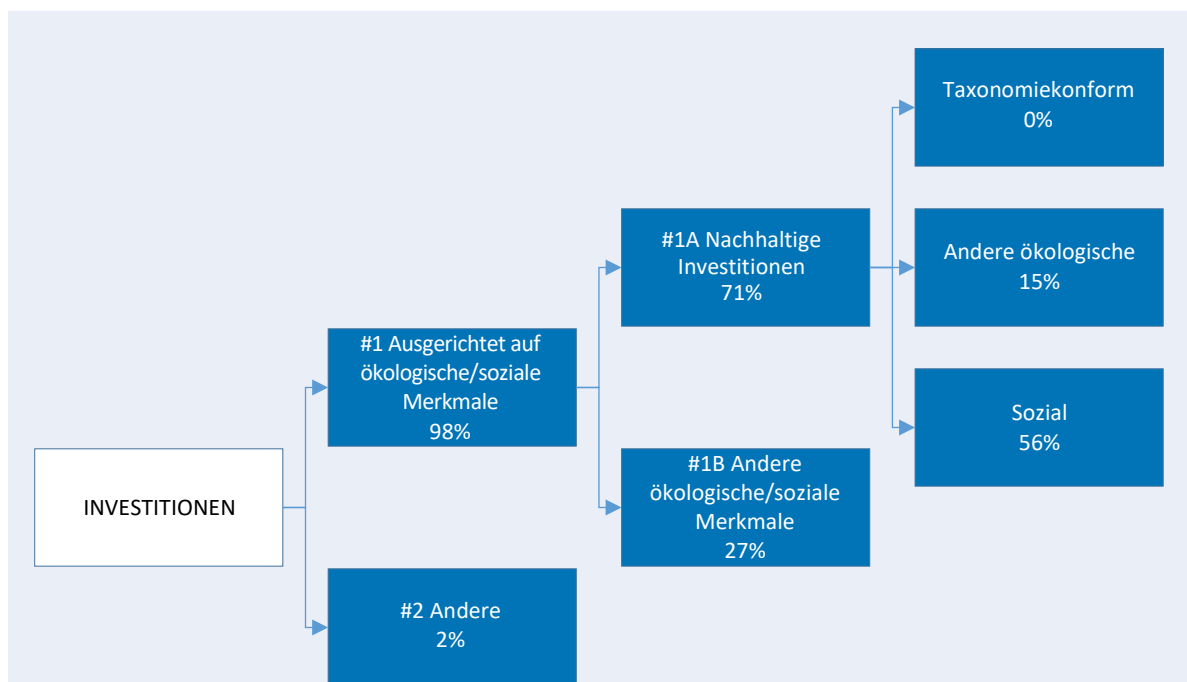 INVESTITIONEN
#1 Ausgerichtet auf
ökologische/soziale
Merkmale
98%
#2 Andere
2%
#1A Nachhaltige
Investitionen
71%
#1B Andere
ökologische/soziale
Merkmale
27%
Taxonomiekonform
0%
Andere ökologische
15%
Sozial
56%